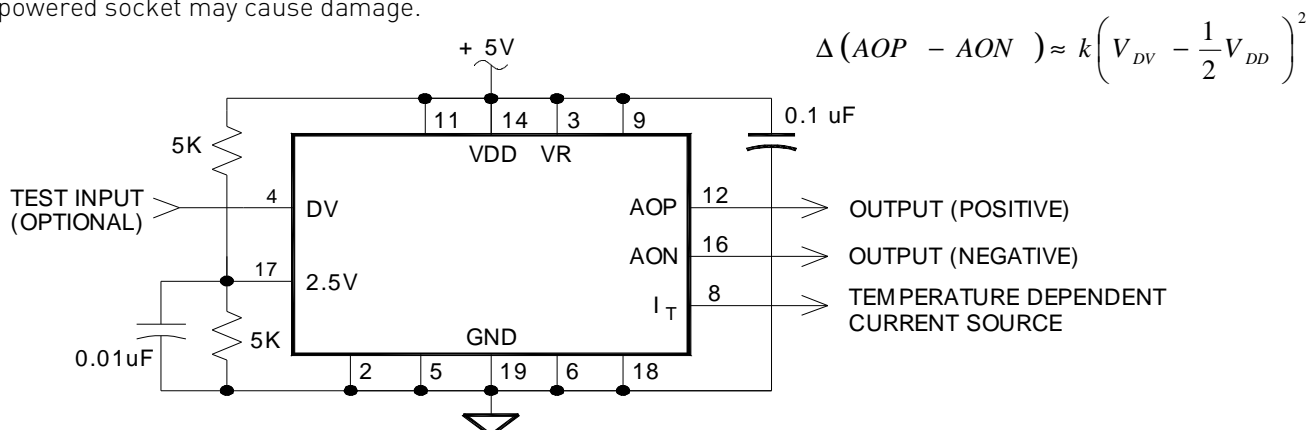 powered socket may cause damage.
Δ(AOP - AON) ≈ k(V_DV - 1/2 V_DD)^2
+ 5V
0.1 uF
11 14 3 9
5K
VDD VR
TEST INPUT
(OPTIONAL)
4
DV
AOP
12
OUTPUT (POSITIVE)
AON
16
OUTPUT (NEGATIVE)
17
2.5V
I_T
8
TEMPERATURE DEPENDENT
CURRENT SOURCE
GND
5K
0.01uF
2 5 19 6 18